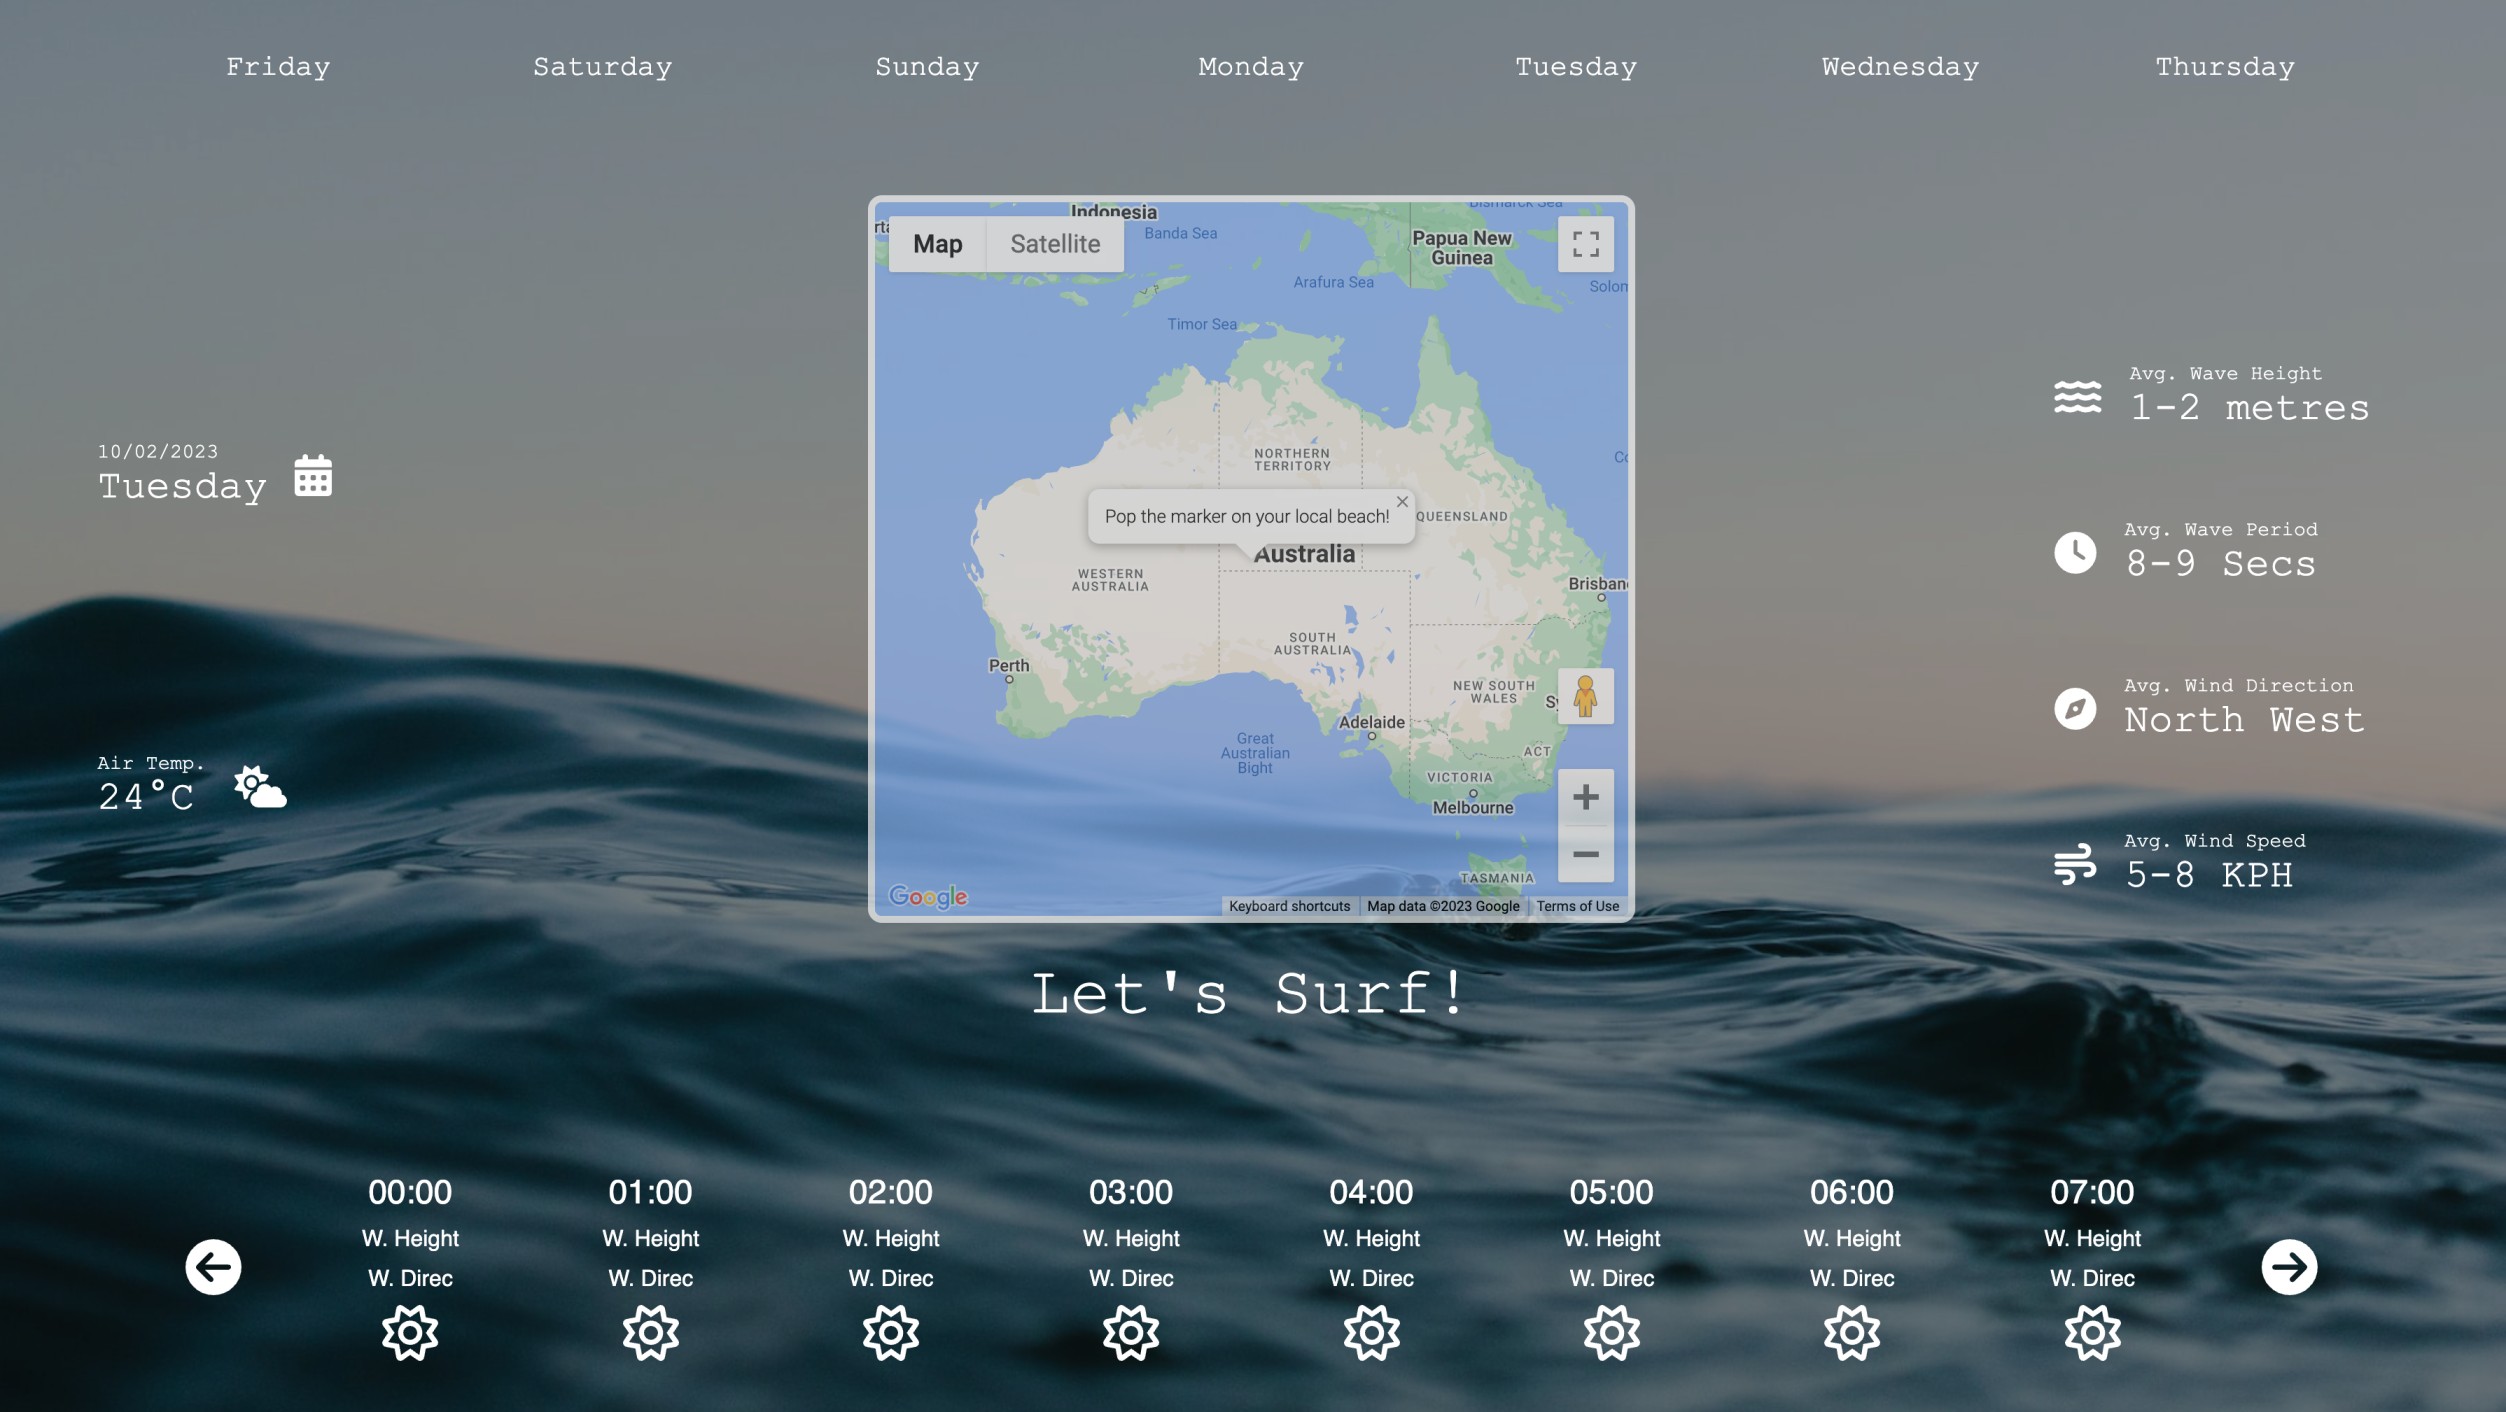 Friday Saturday Sunday Monday Tuesday Wednesday Thursday
10/02/2023
Tuesday
Air Temp.
24°C
Map Satellite
Indonesia
Banda Sea
Bismarck Sea
Papua New
Guinea
Arafura Sea
Timor Sea
NORTHERN
TERRITORY
Pop the marker on your local beach!
QUEENSLAND
Australia
WESTERN
AUSTRALIA
Brisban
SOUTH
AUSTRALIA
Perth
NEW SOUTH
WALES
Adelaide
Great
Australian
Bight
ACT
VICTORIA
Melbourne
TASMANIA
Google
Keyboard shortcuts Map data ©2023 Google Terms of Use
Avg. Wave Height
1-2 metres
Avg. Wave Period
8-9 Secs
Avg. Wind Direction
North West
Avg. Wind Speed
5-8 KPH
Let's Surf!
00:00 01:00 02:00 03:00 04:00 05:00 06:00 07:00
W. Height W. Height W. Height W. Height W. Height W. Height W. Height W. Height
W. Direc W. Direc W. Direc W. Direc W. Direc W. Direc W. Direc W. Direc